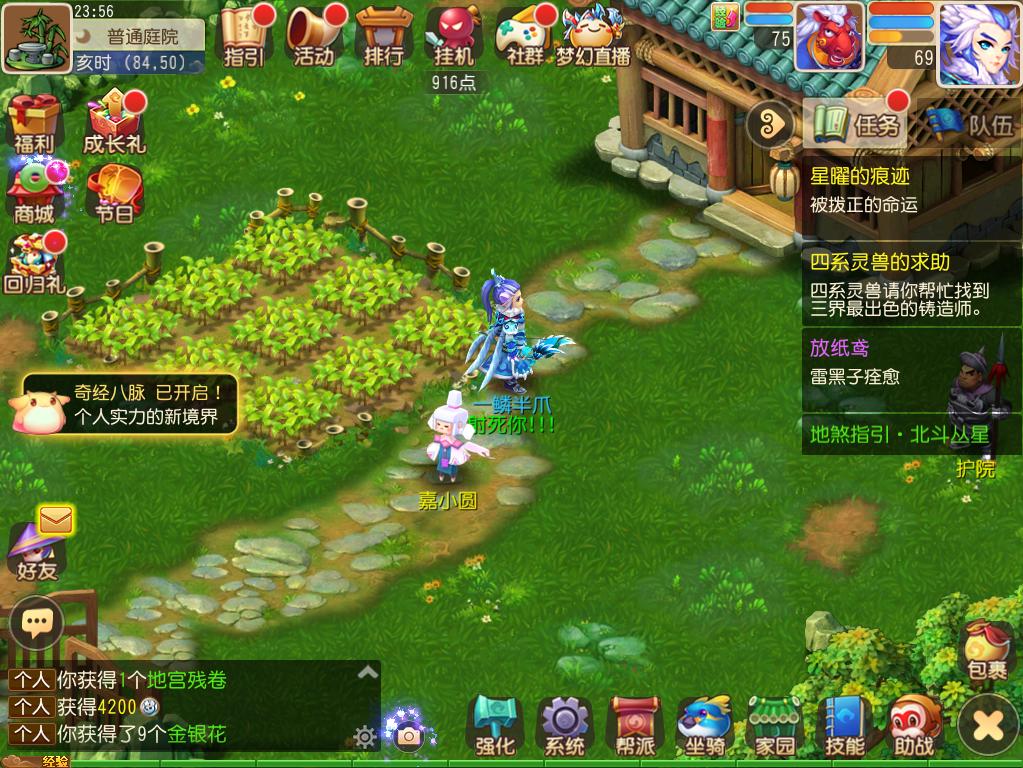 23:56
普通庭院
亥时 (84,50)
指引
活动
排行
挂机
社群
梦幻直播
916点
75
69
福利
成长礼
商城
节日
回归礼
任务
队伍
星曜的痕迹
被拨正的命运
四系灵兽的求助
四系灵兽请你帮忙找到
三界最出色的铸造师。
放纸鸢
雷黑子痊愈
地煞指引·北斗丛星
护院
奇经八脉 已开启！
个人实力的新境界
一鳞半爪
射死你!!!
嘉小圆
好友
个人 你获得1个地宫残卷
个人 获得4200
个人 你获得了9个金银花
经验
强化
系统
帮派
坐骑
家园
技能
助战
包裹